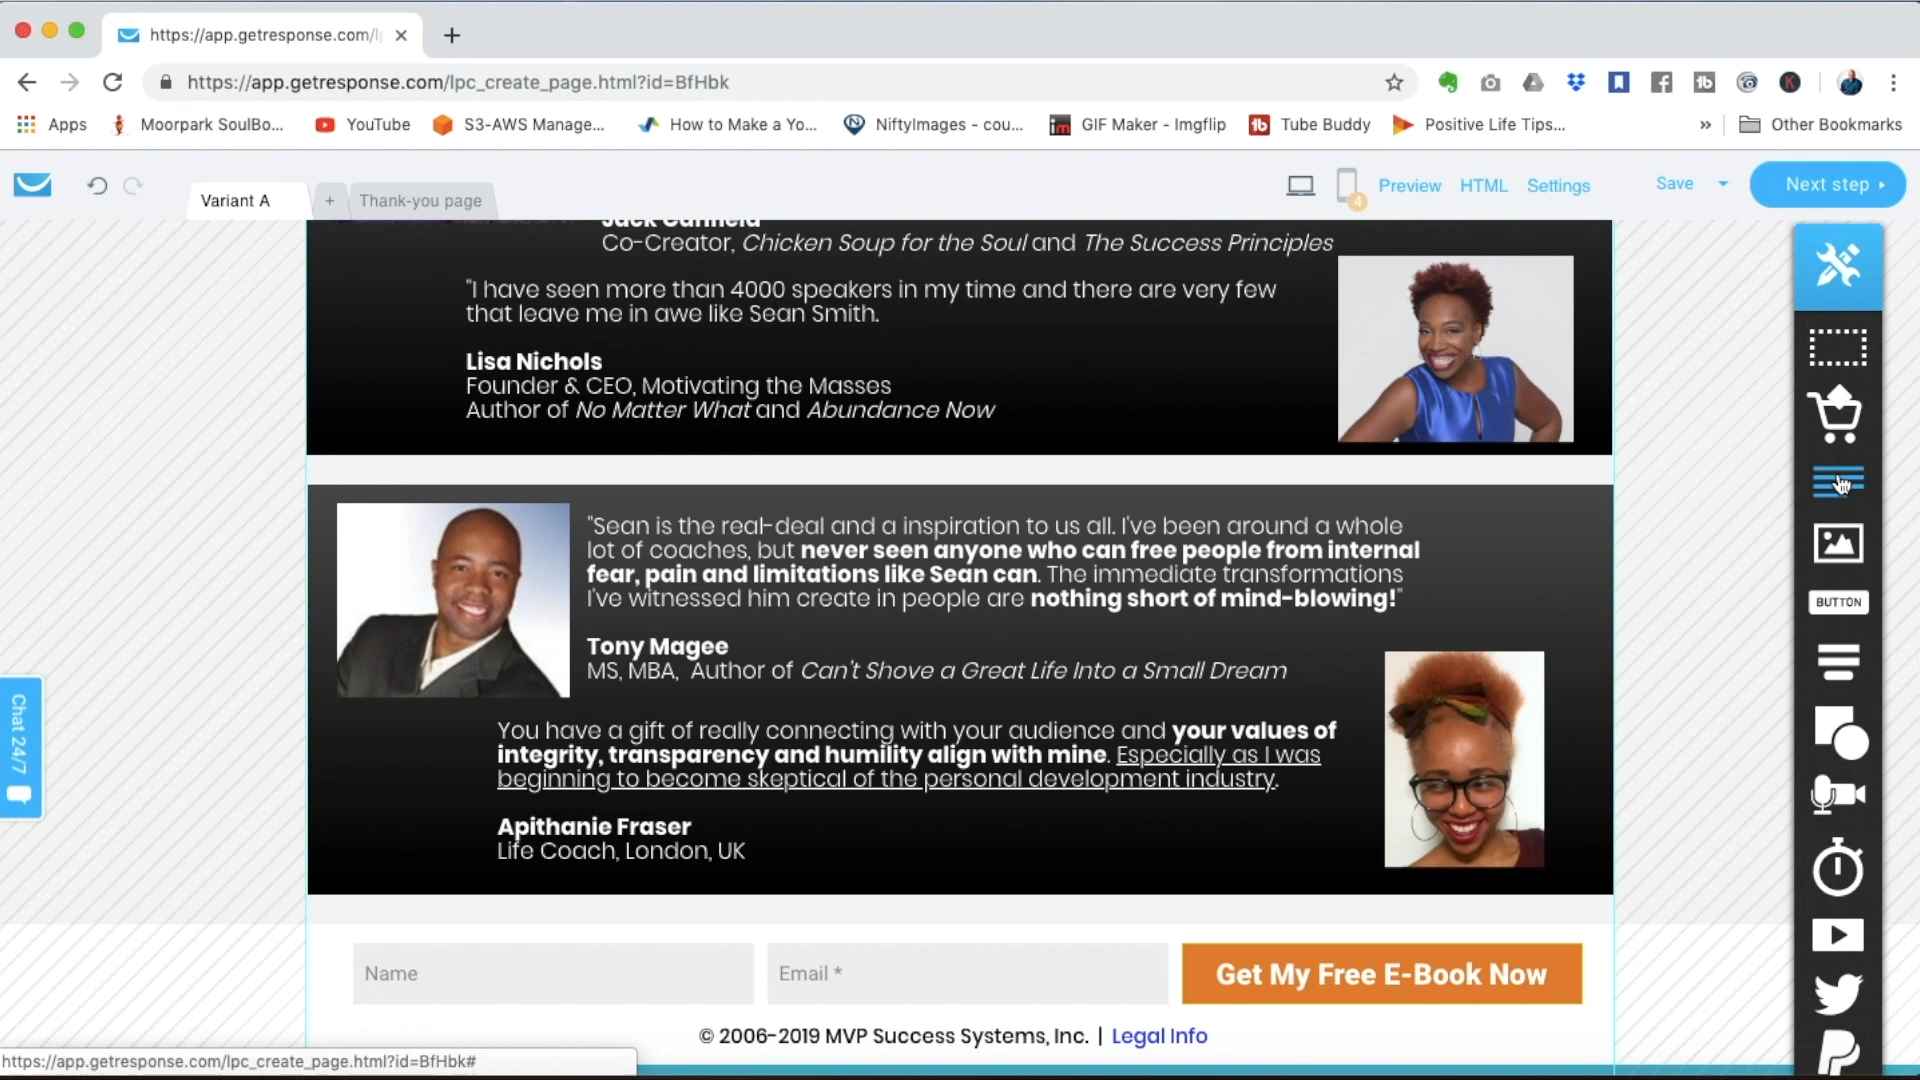 https://app.getresponse.com/l
https://app.getresponse.com/lpc_create_page.html?id=BfHbk
Apps
Moorpark SoulBo...
YouTube
S3-AWS Manage...
How to Make a Yo...
NiftyImages - cou...
GIF Maker - Imgflip
Tube Buddy
Positive Life Tips...
»
Other Bookmarks
Variant A
+
Thank-you page
4
Preview
HTML
Settings
Save
Next step
Jack Canfield
Co-Creator, Chicken Soup for the Soul and The Success Principles
"I have seen more than 4000 speakers in my time and there are very few
that leave me in awe like Sean Smith.
Lisa Nichols
Founder & CEO, Motivating the Masses
Author of No Matter What and Abundance Now
"Sean is the real-deal and a inspiration to us all. I've been around a whole
lot of coaches, but never seen anyone who can free people from internal
fear, pain and limitations like Sean can. The immediate transformations
I've witnessed him create in people are nothing short of mind-blowing!"
Tony Magee
MS, MBA, Author of Can't Shove a Great Life Into a Small Dream
You have a gift of really connecting with your audience and your values of
integrity, transparency and humility align with mine. Especially as I was
beginning to become skeptical of the personal development industry.
Apithanie Fraser
Life Coach, London, UK
BUTTON
Chat 24/7
Name
Email *
Get My Free E-Book Now
© 2006-2019 MVP Success Systems, Inc. | Legal Info
https://app.getresponse.com/lpc_create_page.html?id=BfHbk#